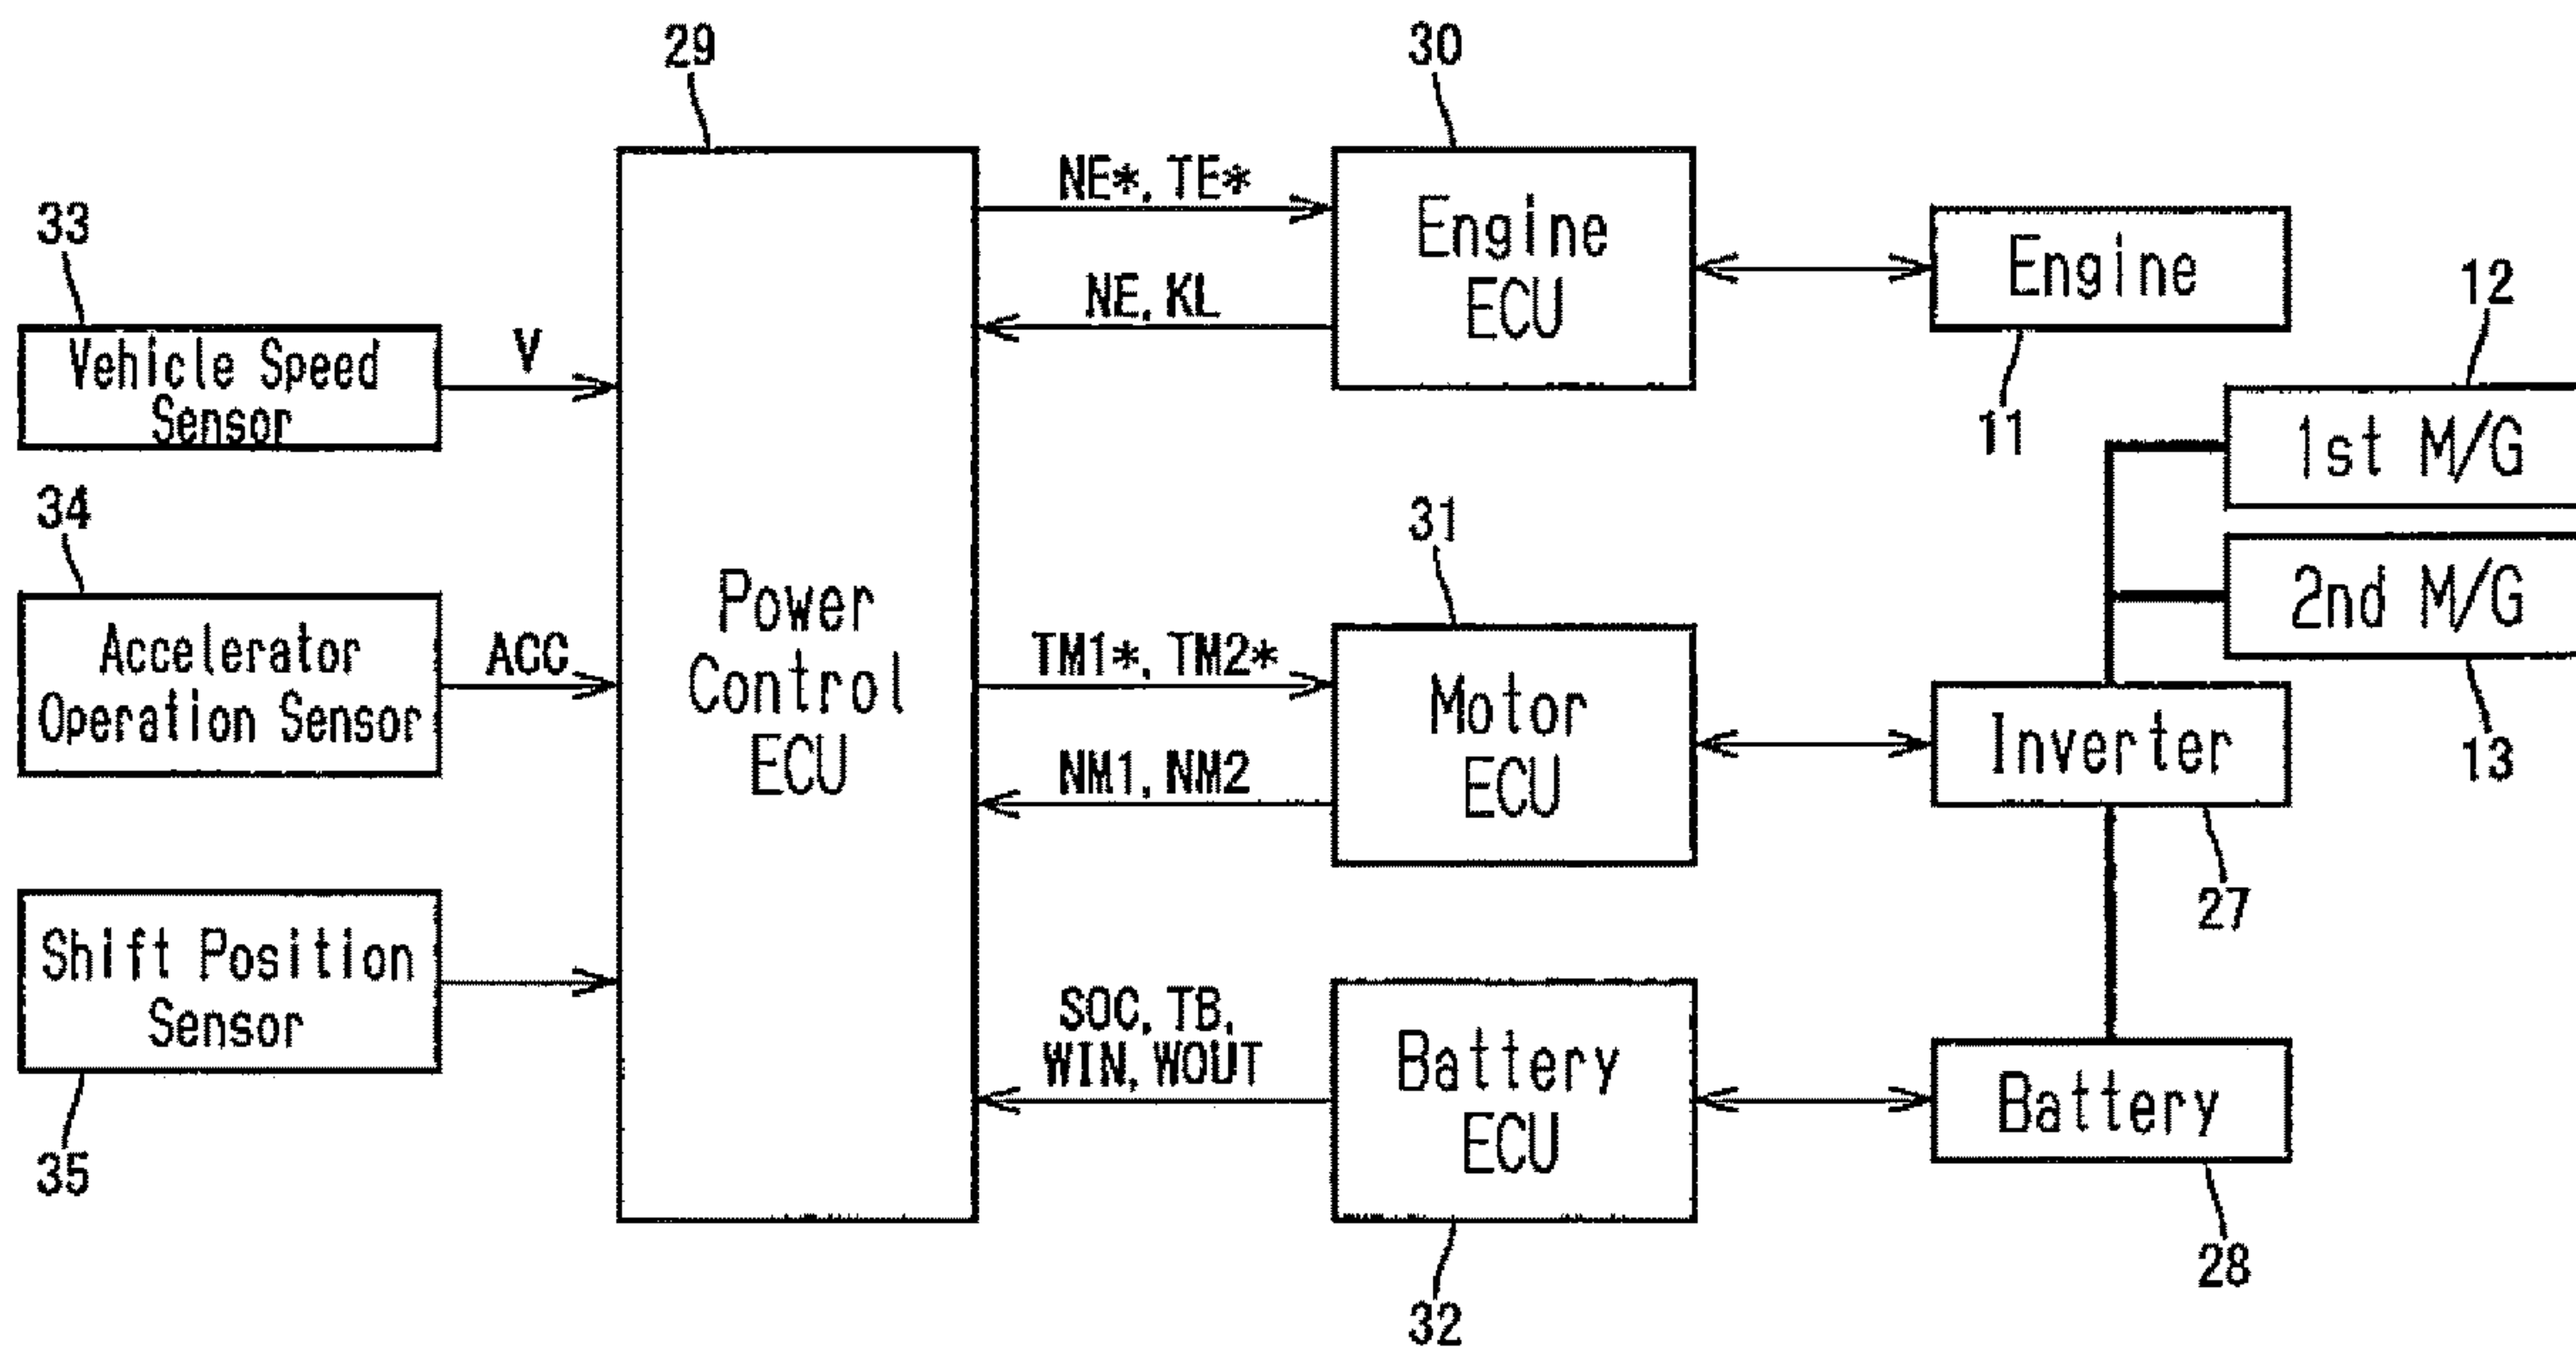 29
30
33
Vehicle Speed
Sensor
V
NE*, TE*
NE, KL
Engine
ECU
Engine
11
12
1st M/G
34
Accelerator
Operation Sensor
ACC
Power
Control
ECU
31
TM1*, TM2*
NM1, NM2
Motor
ECU
2nd M/G
13
Inverter
27
Shift Position
Sensor
35
SOC, TB,
WIN, WOUT
Battery
ECU
32
Battery
28